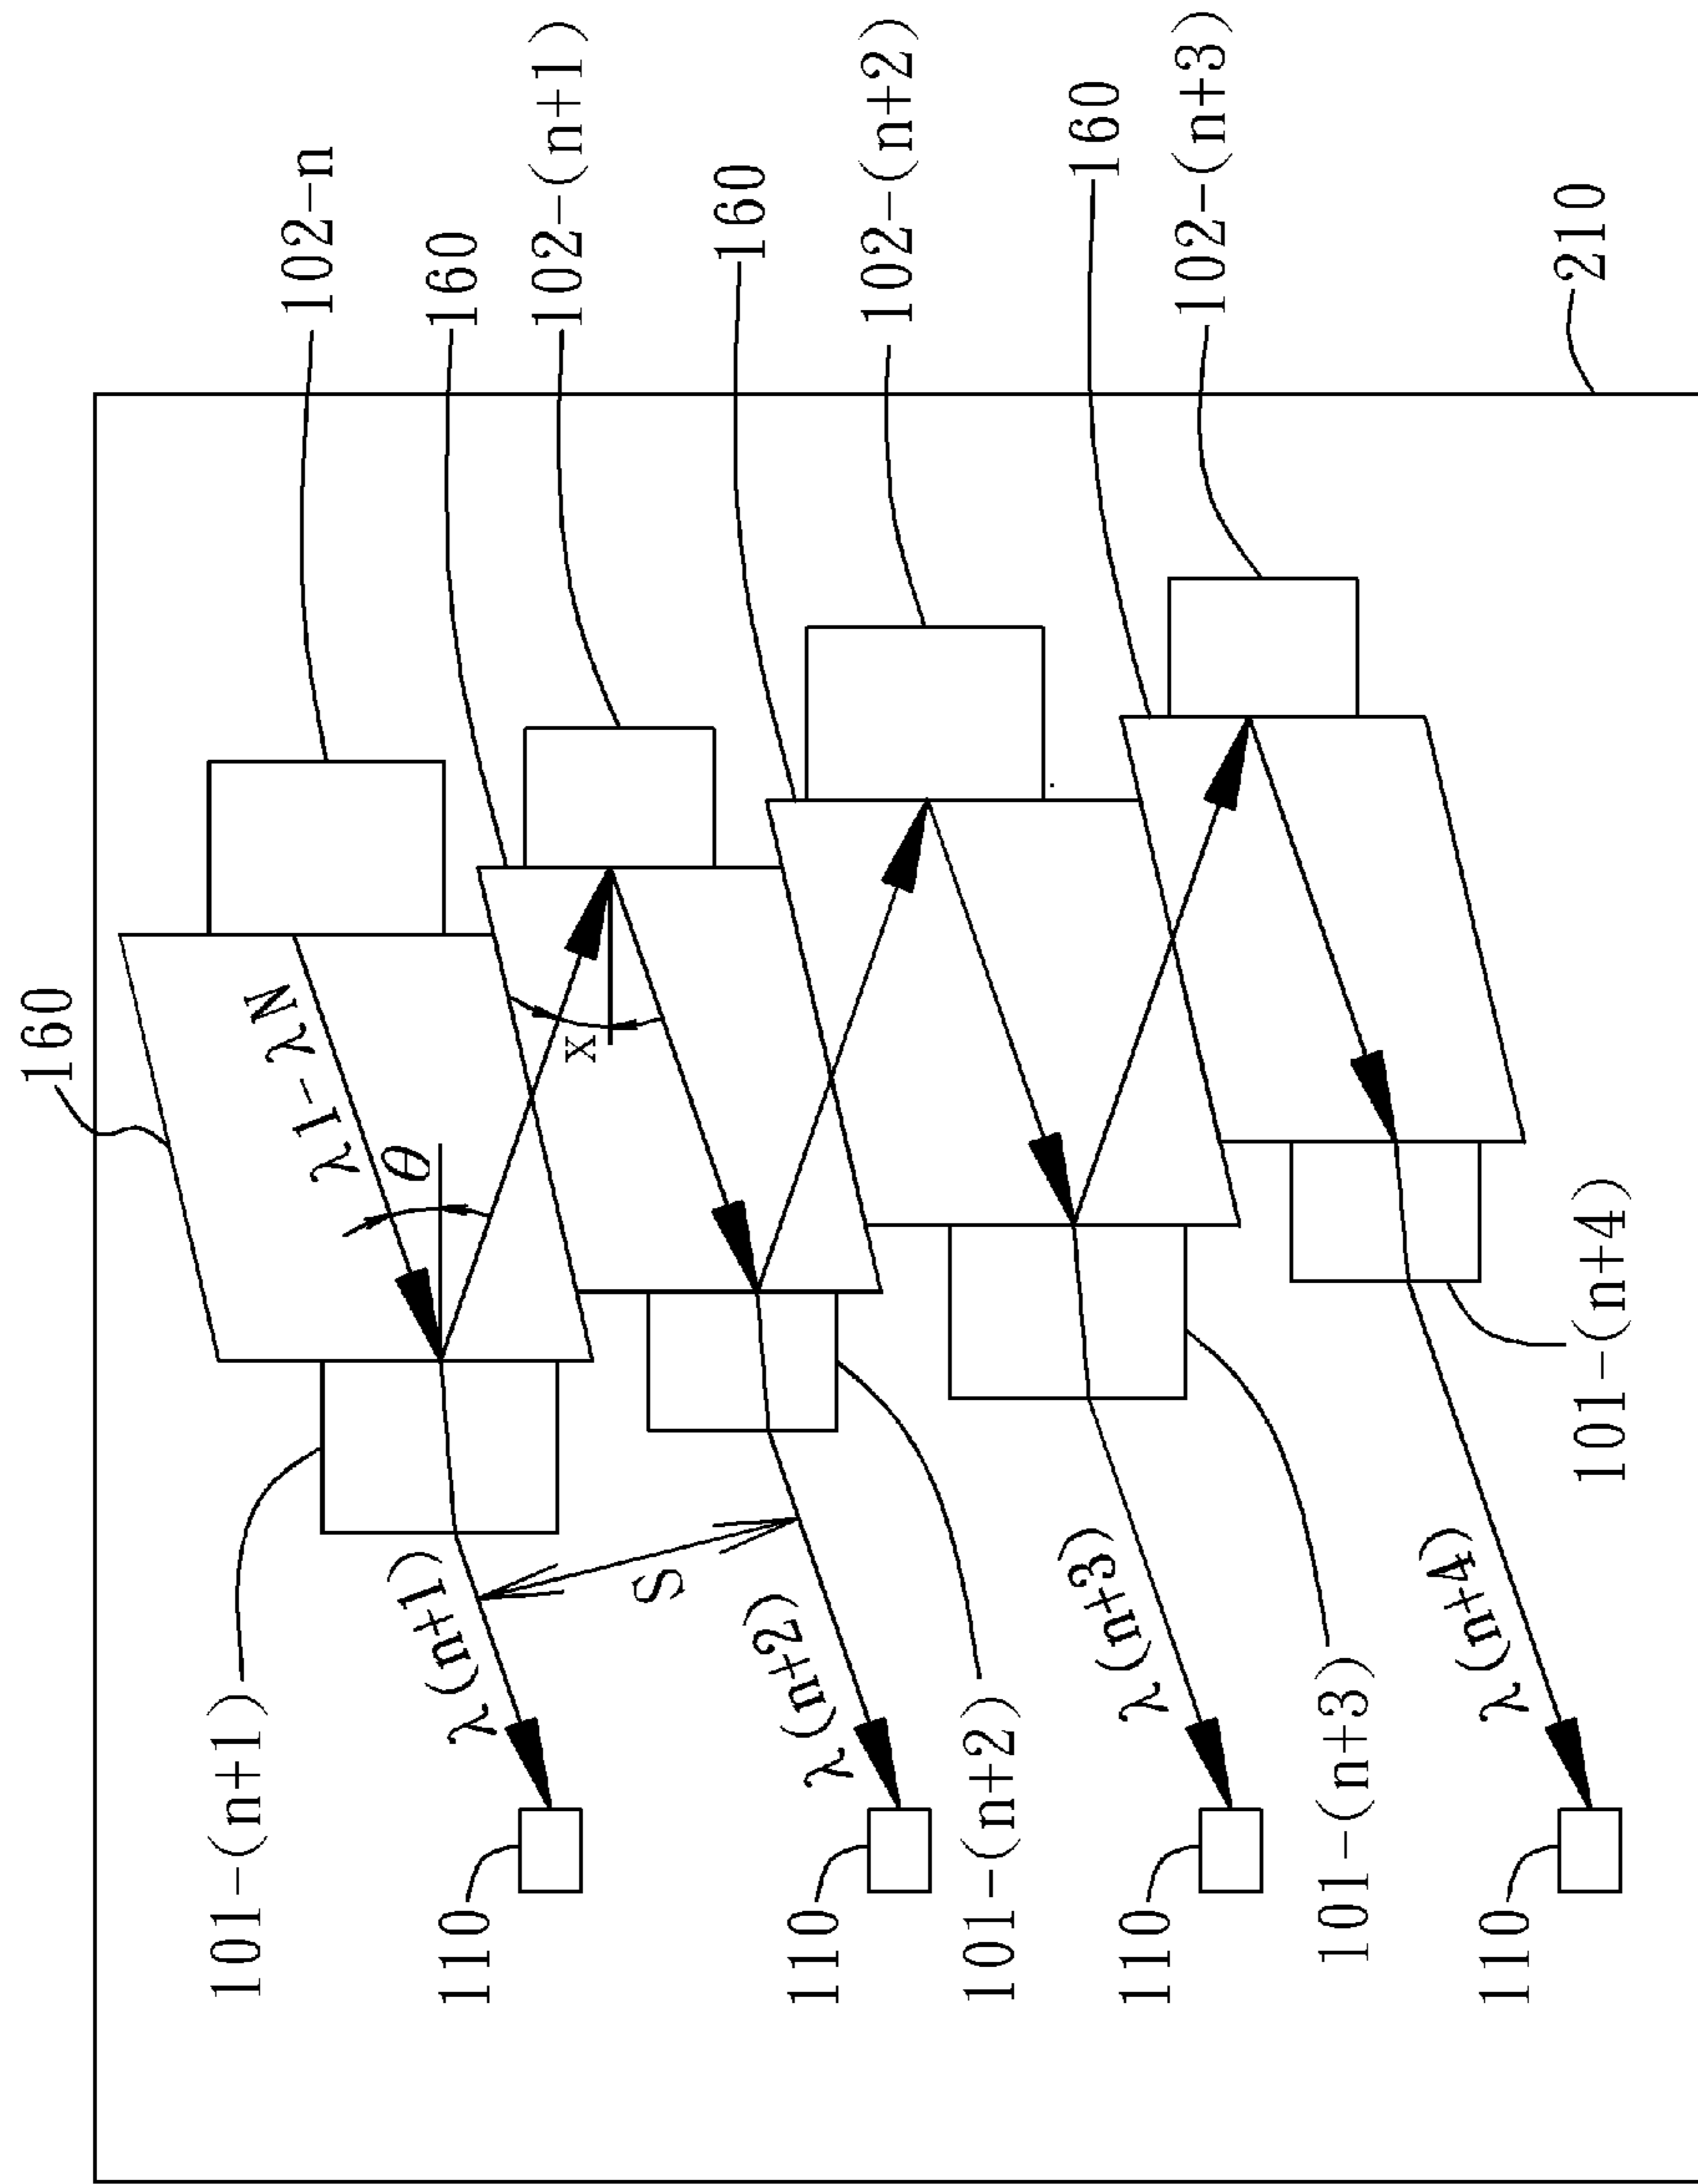 160
102-n
160
102-(n+1)
160
102-(n+2)
160
102-(n+3)
210
λ1-λN
θ
x
101-(n+1)
λ(n+1)
110
S
λ(n+2)
110
101-(n+2)
λ(n+3)
110
101-(n+3)
λ(n+4)
110
101-(n+4)